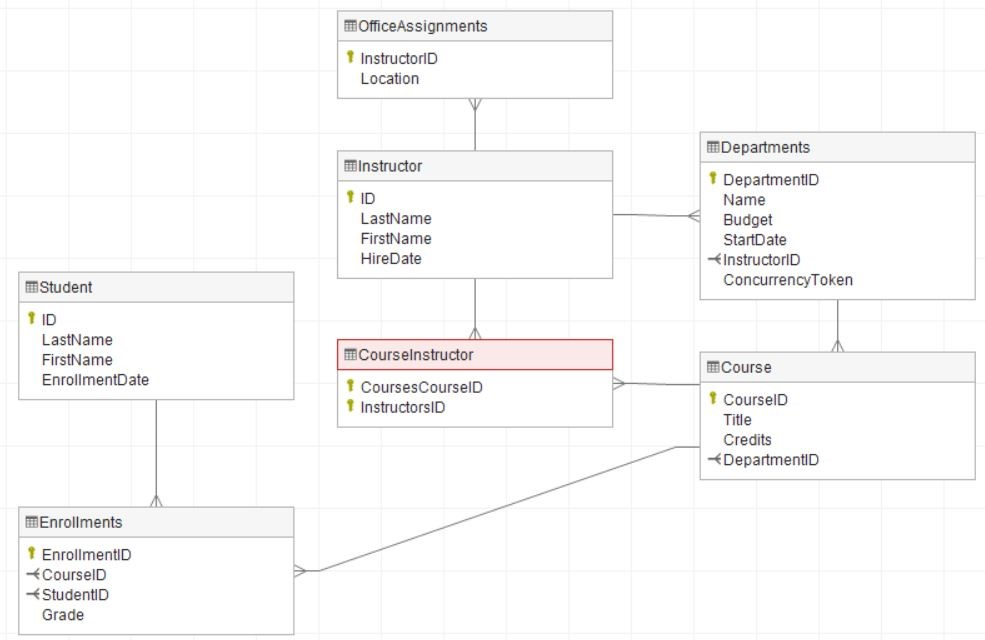 OfficeAssignments
InstructorID
Location
Instructor
ID
LastName
FirstName
HireDate
Departments
DepartmentID
Name
Budget
StartDate
InstructorID
ConcurrencyToken
Student
ID
LastName
FirstName
EnrollmentDate
CourseInstructor
CoursesCourseID
InstructorsID
Course
CourseID
Title
Credits
DepartmentID
Enrollments
EnrollmentID
CourseID
StudentID
Grade